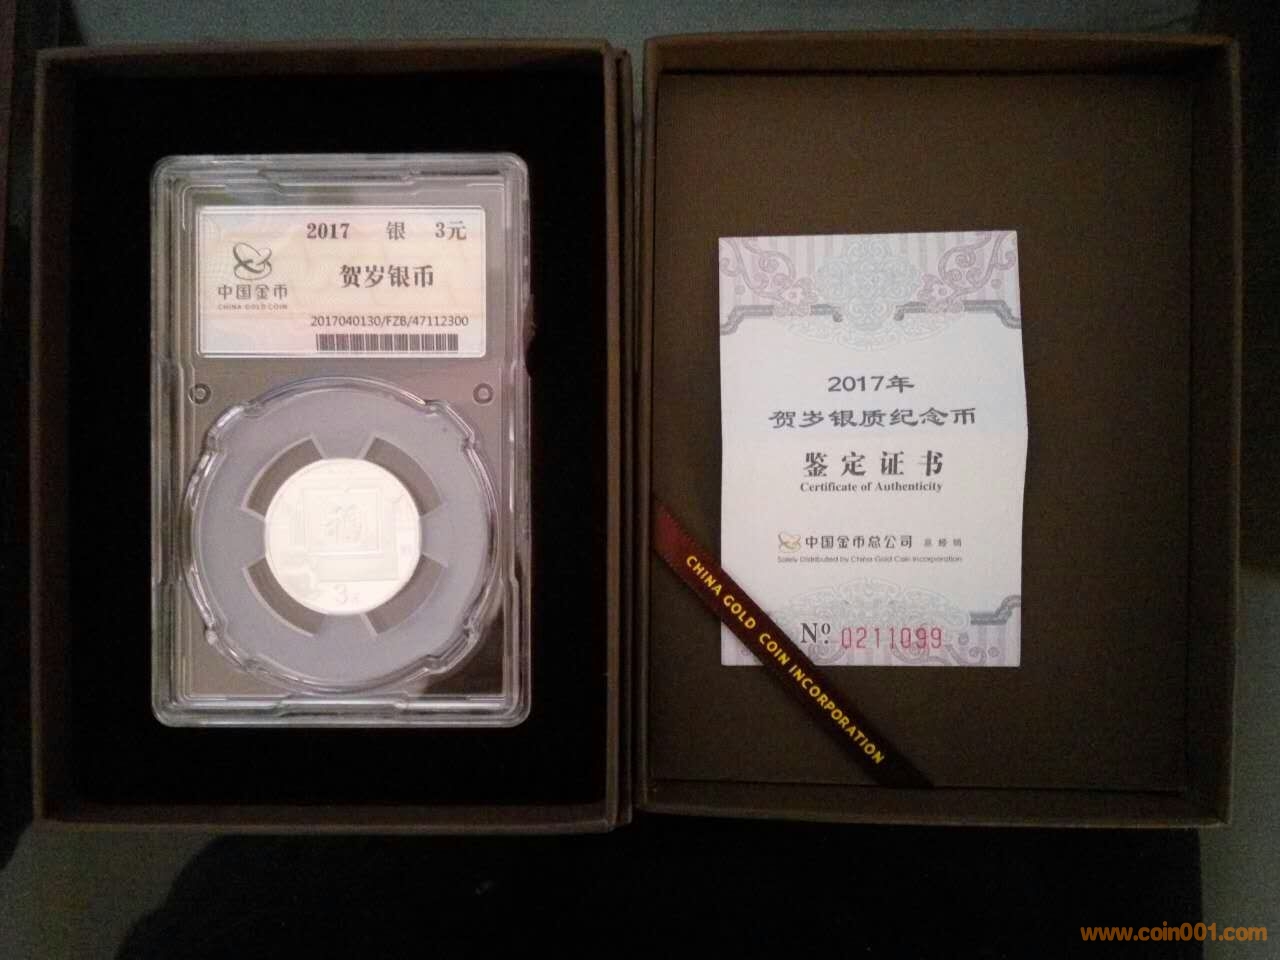 2017 银 3元
贺岁银币
中国金币
CHINA GOLD COIN
2017040130/FZB/47112300
福
3元
2017年
贺岁银质纪念币
鉴定证书
Certificate of Authenticity
中国金币总公司 总经销
Solely Distributed by China Gold Coin Incorporation
№ 0211099
CHINA GOLD COIN INCORPORATION
www.coin001.com